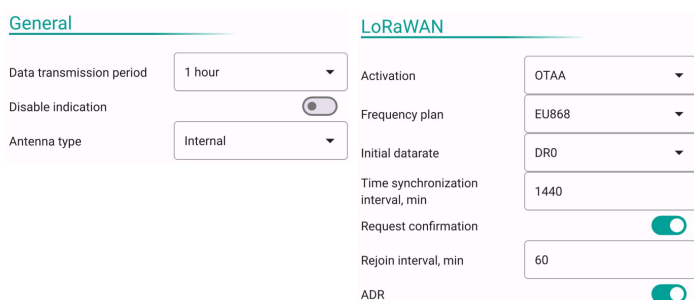 General
Data transmission period
1 hour
Disable indication
Antenna type
Internal
LoRaWAN
Activation
OTAA
Frequency plan
EU868
Initial datarate
DR0
Time synchronization
interval, min
1440
Request confirmation
Rejoin interval, min
60
ADR